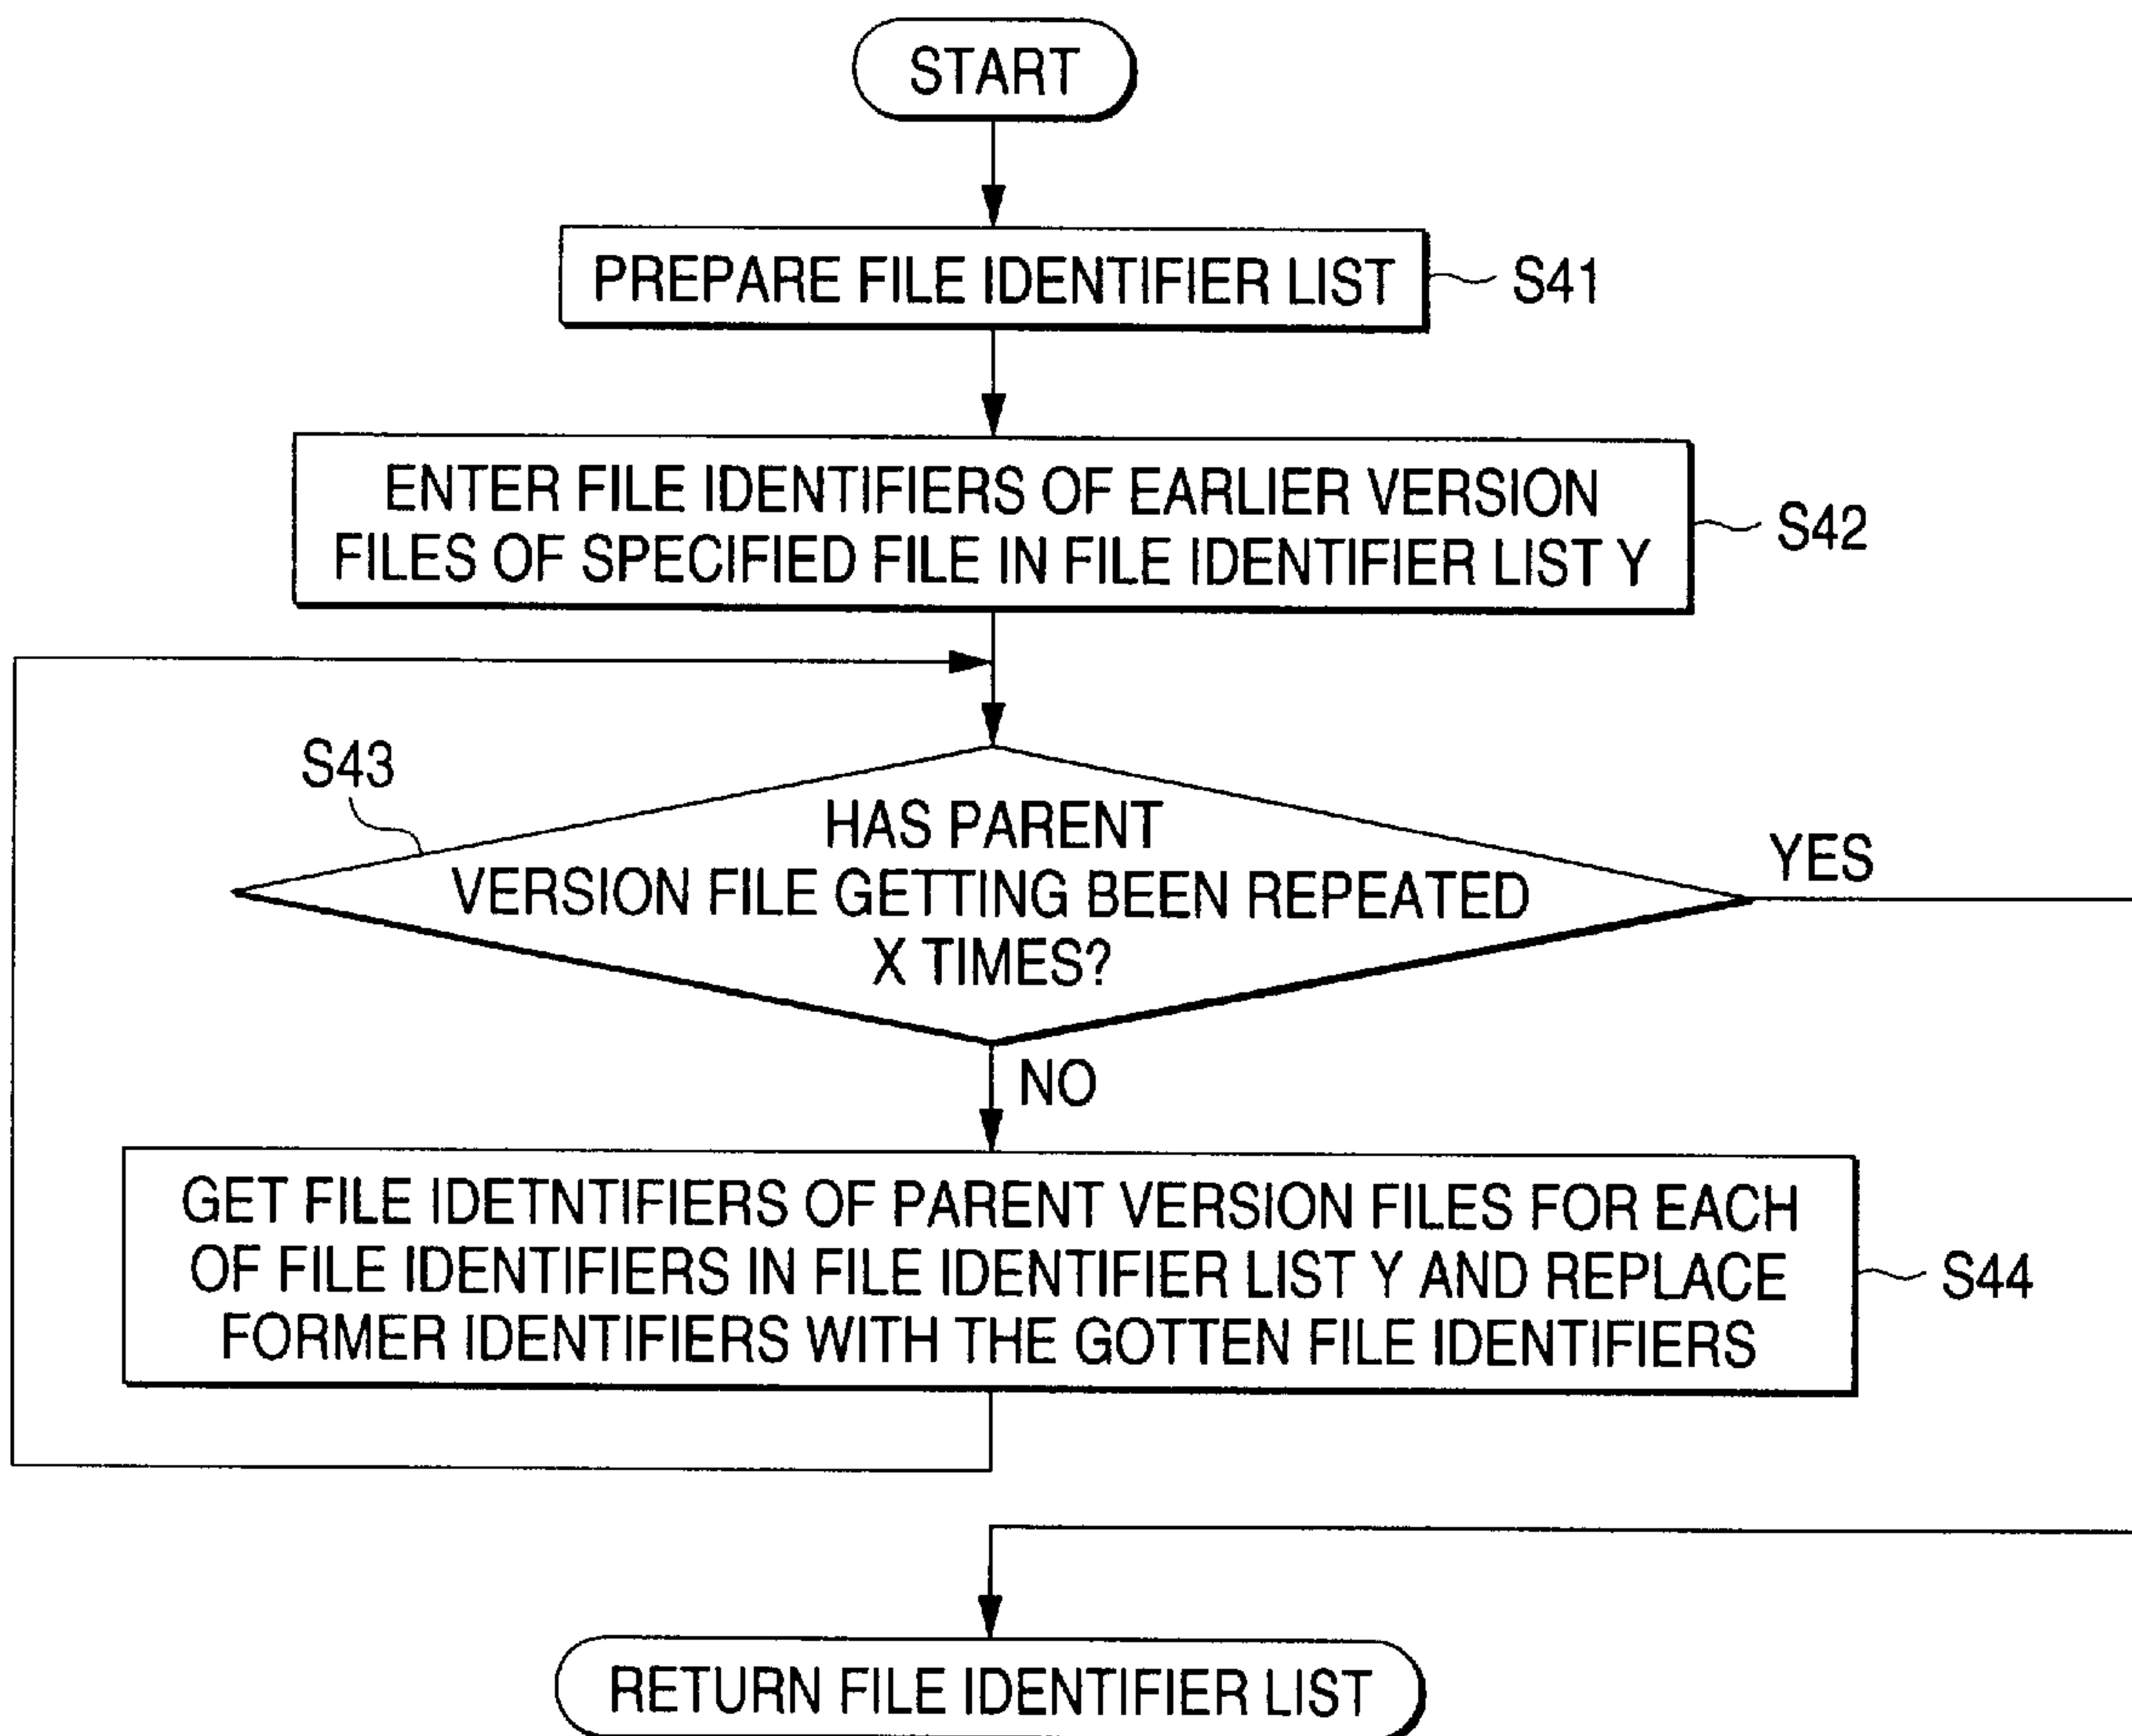 START
PREPARE FILE IDENTIFIER LIST
S41
ENTER FILE IDENTIFIERS OF EARLIER VERSION
FILES OF SPECIFIED FILE IN FILE IDENTIFIER LIST Y
S42
S43
HAS PARENT
VERSION FILE GETTING BEEN REPEATED
X TIMES?
YES
NO
GET FILE IDETNTIFIERS OF PARENT VERSION FILES FOR EACH
OF FILE IDENTIFIERS IN FILE IDENTIFIER LIST Y AND REPLACE
FORMER IDENTIFIERS WITH THE GOTTEN FILE IDENTIFIERS
S44
RETURN FILE IDENTIFIER LIST